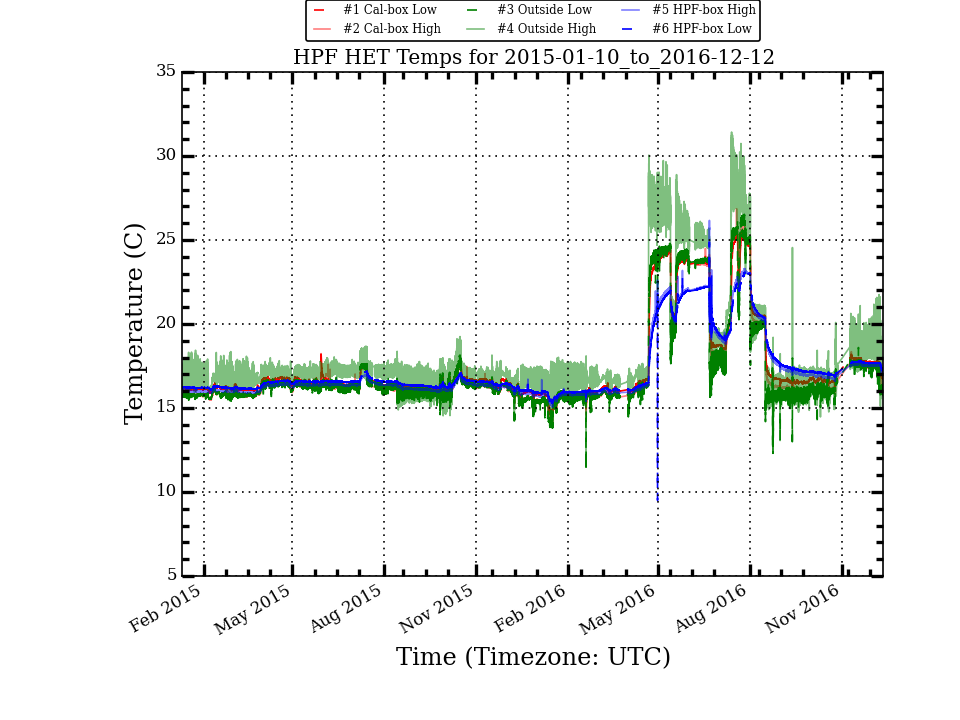 #1 Cal-box Low #3 Outside Low #5 HPF-box High
#2 Cal-box High #4 Outside High #6 HPF-box Low
HPF HET Temps for 2015-01-10_to_2016-12-12
35
30
25
20
15
10
5
Temperature (C)
Feb 2015 May 2015 Aug 2015 Nov 2015 Feb 2016 May 2016 Aug 2016 Nov 2016
Time (Timezone: UTC)